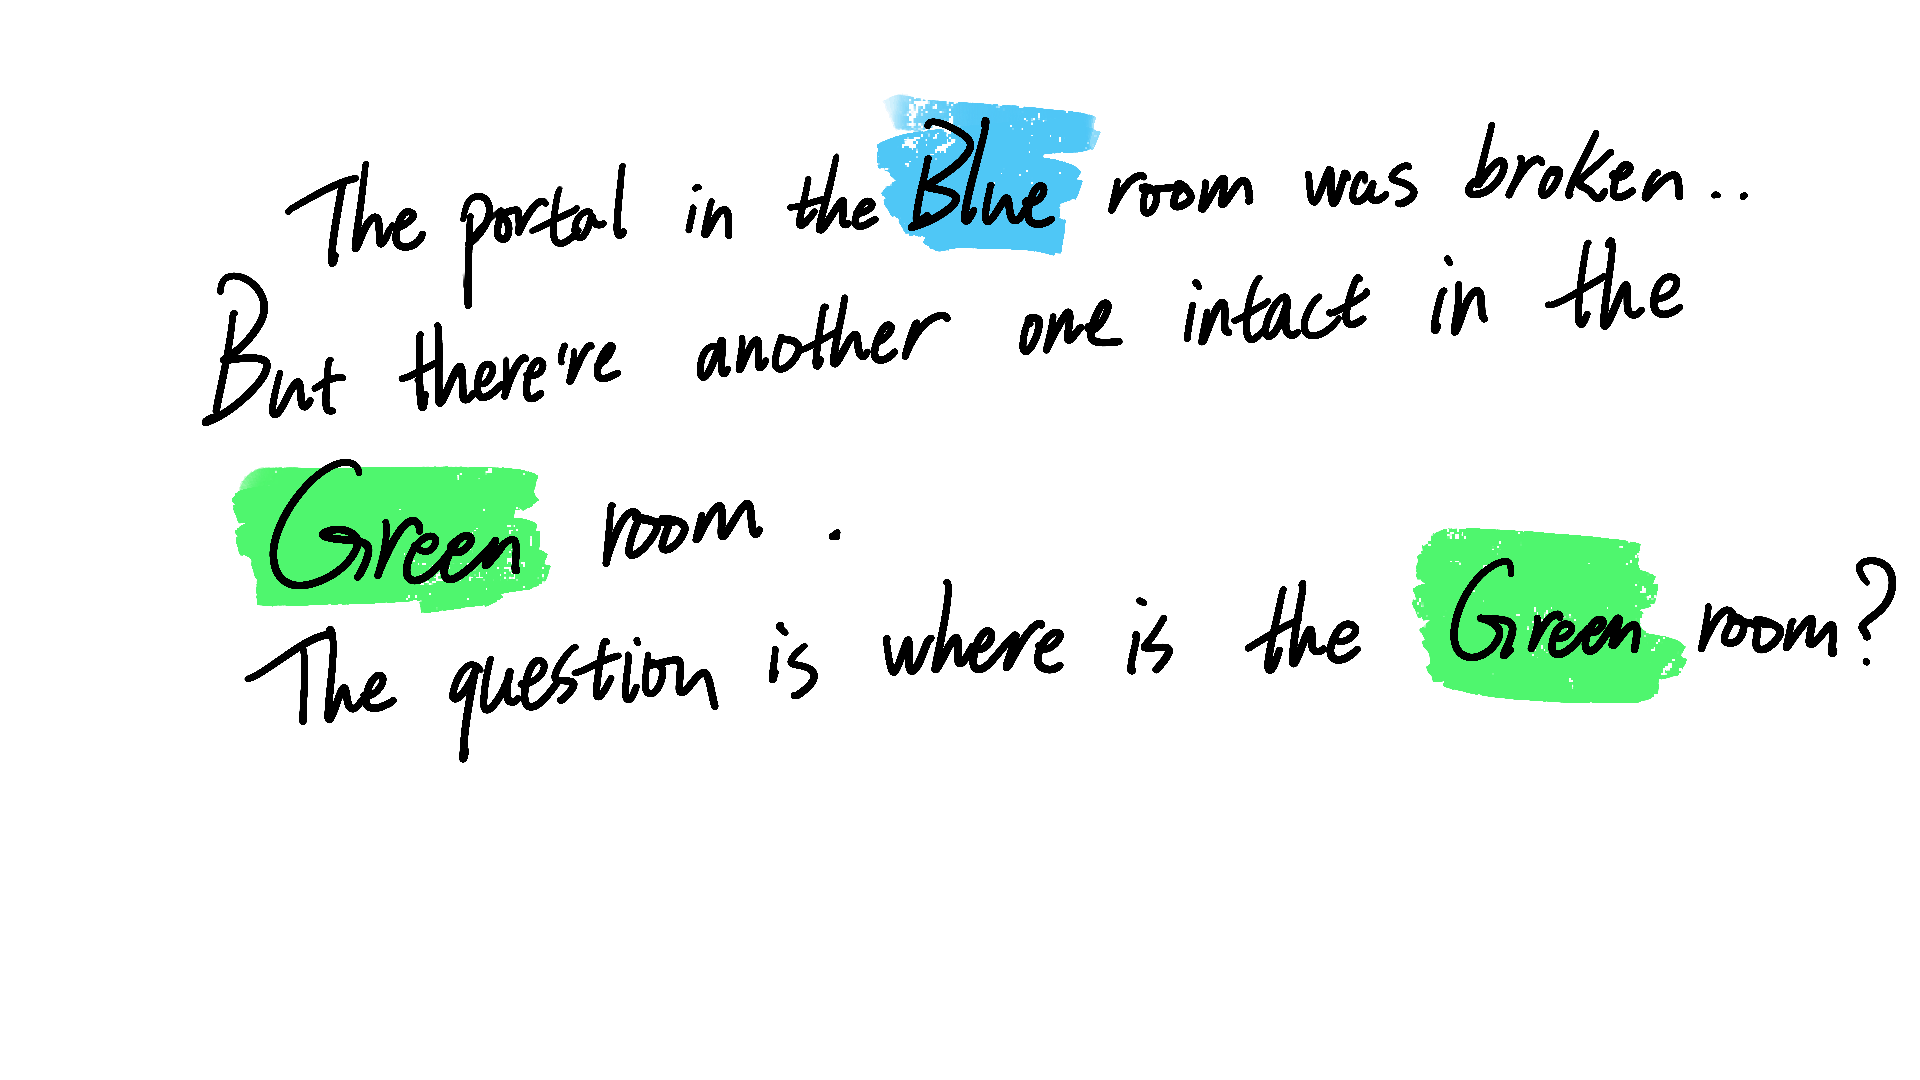 The portal in the Blue room was broken..
But there're another one intact in the
Green room .
The question is where is the Green room?